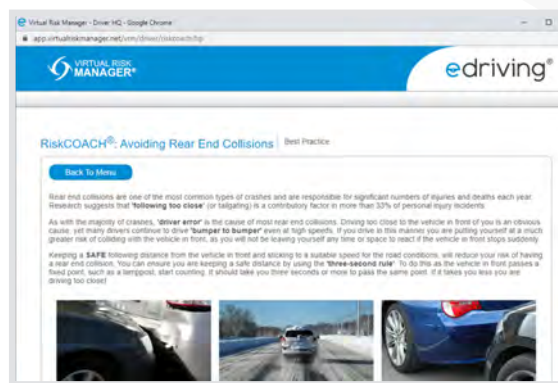 Virtual Risk Manager - Driver HQ - Google Chrome
app.virtualriskmanager.net/vrm/driver/riskcoach/bp
VIRTUAL RISK
MANAGER®
edriving®
RiskCOACH®: Avoiding Rear End Collisions Best Practice
Back To Menu
Rear end collisions are one of the most common types of crashes and are responsible for significant numbers of injuries and deaths each year.
Research suggests that 'following too close' (or tailgating) is a contributory factor in more than 33% of personal injury incidents.
As with the majority of crashes, 'driver error' is the cause of most rear end collisions. Driving too close to the vehicle in front of you is an obvious
cause, yet many drivers continue to drive 'bumper to bumper' even at high speeds. If you drive in this manner you are putting yourself at a much
greater risk of colliding with the vehicle in front, as you will not be leaving yourself any time or space to react if the vehicle in front stops suddenly.
Keeping a SAFE following distance from the vehicle in front and sticking to a suitable speed for the road conditions, will reduce your risk of having
a rear end collision. You can ensure you are keeping a safe distance by using the 'three-second rule'. To do this as the vehicle in front passes a
fixed point, such as a lamppost, start counting. It should take you three seconds or more to pass the same point. If it takes you less you are
driving too close!